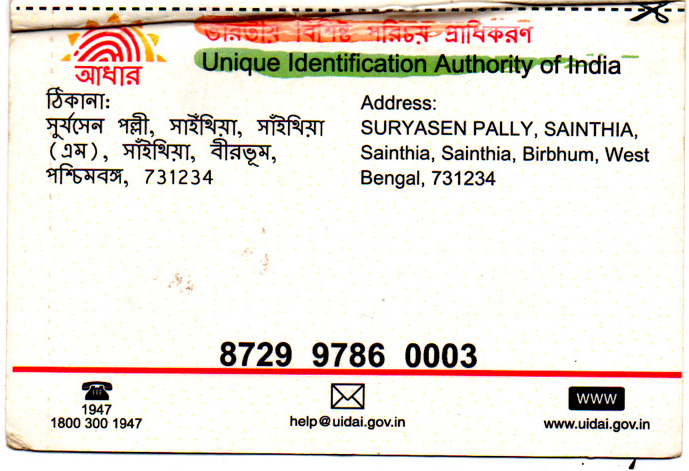 ভারতীয় বিশিষ্ট পরিচয় প্রাধিকরণ
Unique Identification Authority of India
আধার
ঠিকানা:
সূর্যসেন পল্লী, সাইঁথিয়া, সাঁইথিয়া
(এম), সাঁইথিয়া, বীরভূম,
পশ্চিমবঙ্গ, 731234
Address:
SURYASEN PALLY, SAINTHIA,
Sainthia, Sainthia, Birbhum, West
Bengal, 731234
8729 9786 0003
1947
1800 300 1947
help@uidai.gov.in
WWW
www.uidai.gov.in